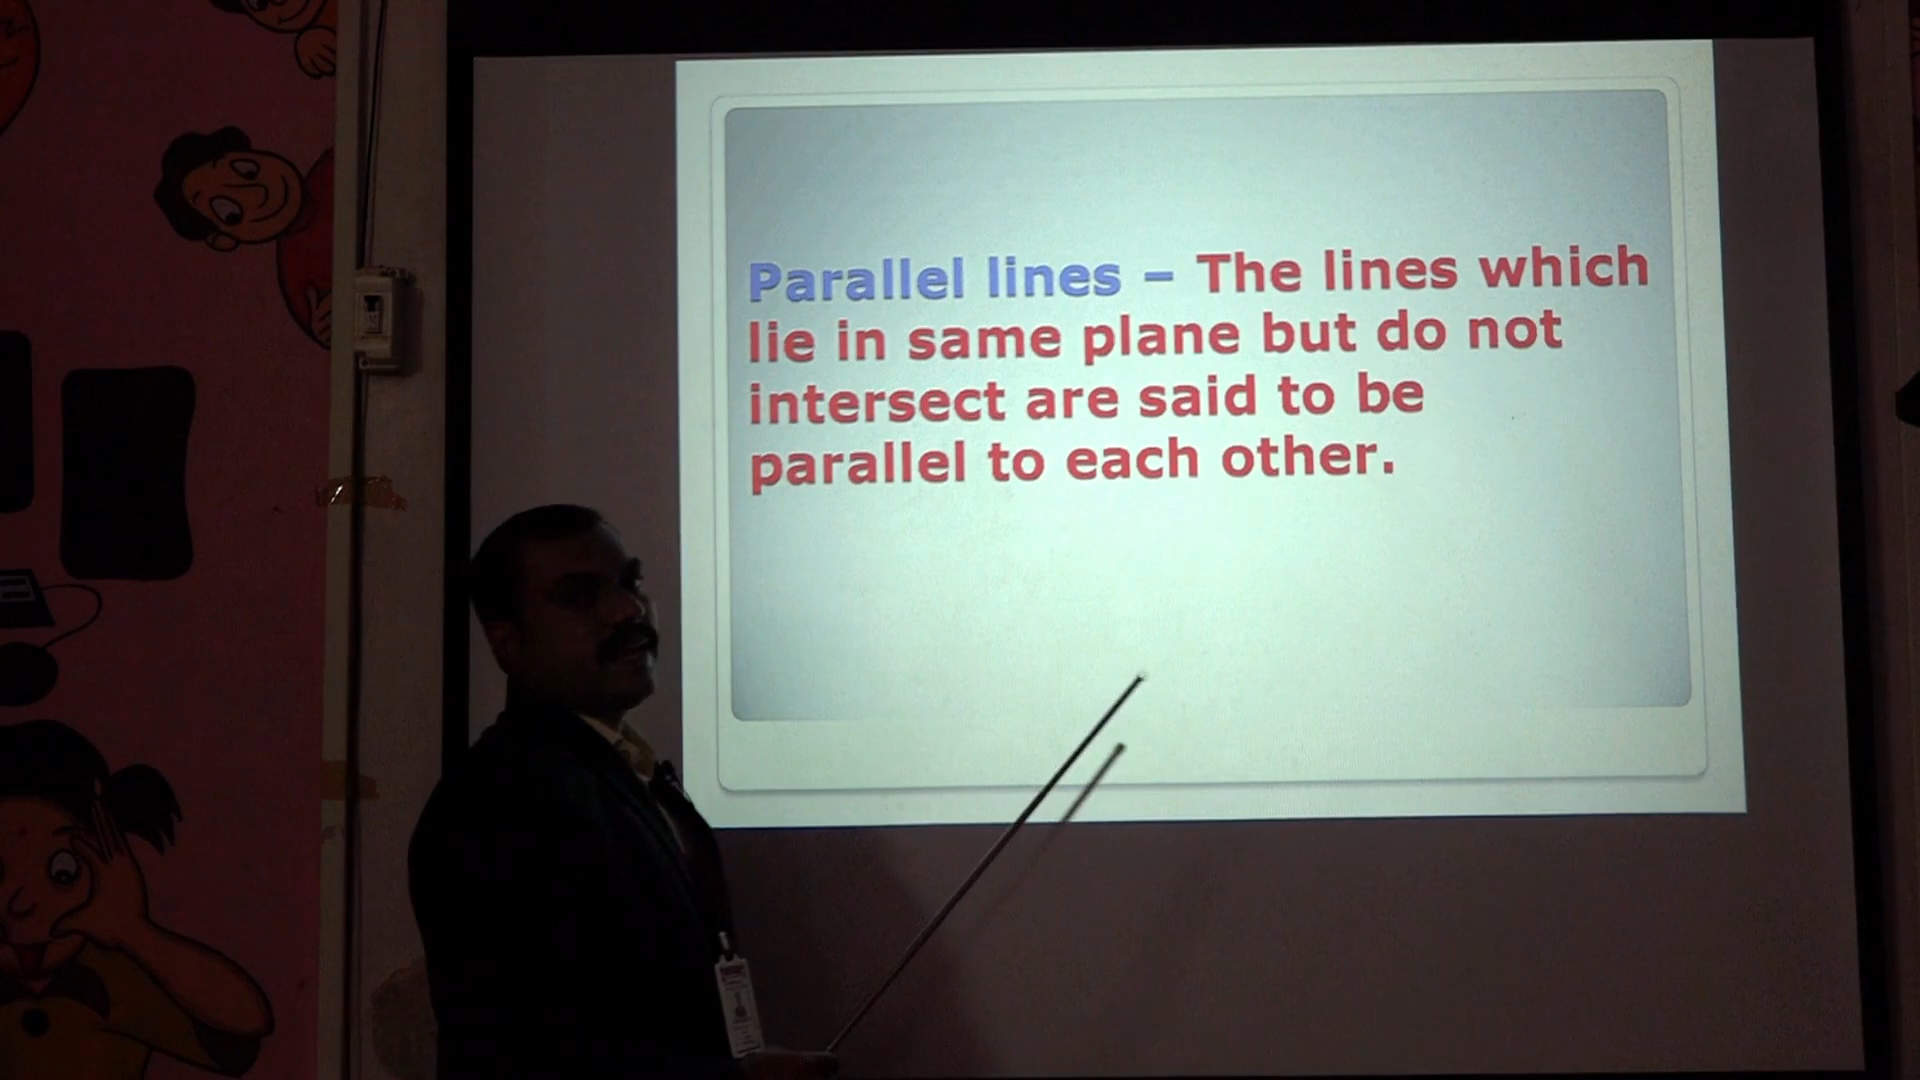 Parallel lines – The lines which
lie in same plane but do not
intersect are said to be
parallel to each other.